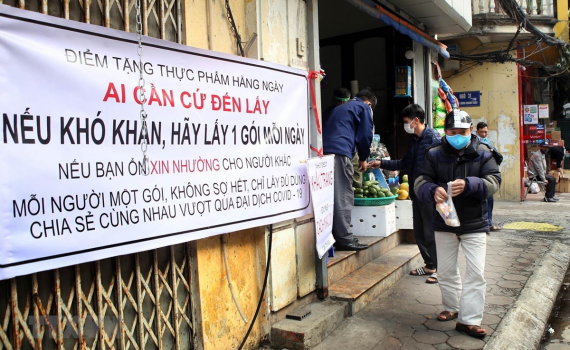 ĐIỂM TẶNG THỰC PHẨM HÀNG NGÀY
AI CẦN CỨ ĐẾN LẤY
NẾU KHÓ KHĂN, HÃY LẤY 1 GÓI MỖI NGÀY
NẾU BẠN ỔN XIN NHƯỜNG CHO NGƯỜI KHÁC
MỖI NGƯỜI MỘT GÓI, KHÔNG SỢ HẾT, CHỈ LẤY ĐỦ DÙNG
CHIA SẺ CÙNG NHAU VƯỢT QUA ĐẠI DỊCH COVID - 19